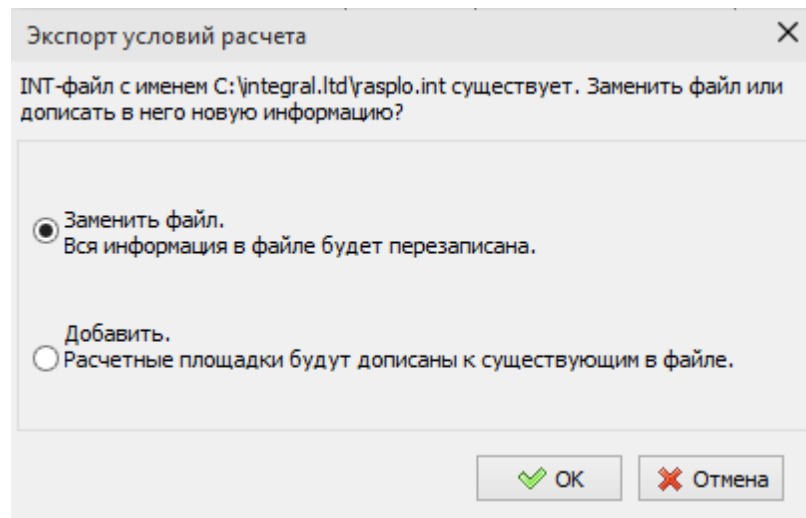 Экспорт условий расчета
INT-файл с именем C:\integral.ltd\rasplo.int существует. Заменить файл или
дописать в него новую информацию?
Заменить файл.
Вся информация в файле будет перезаписана.
Добавить.
Расчетные площадки будут дописаны к существующим в файле.
OK
Отмена